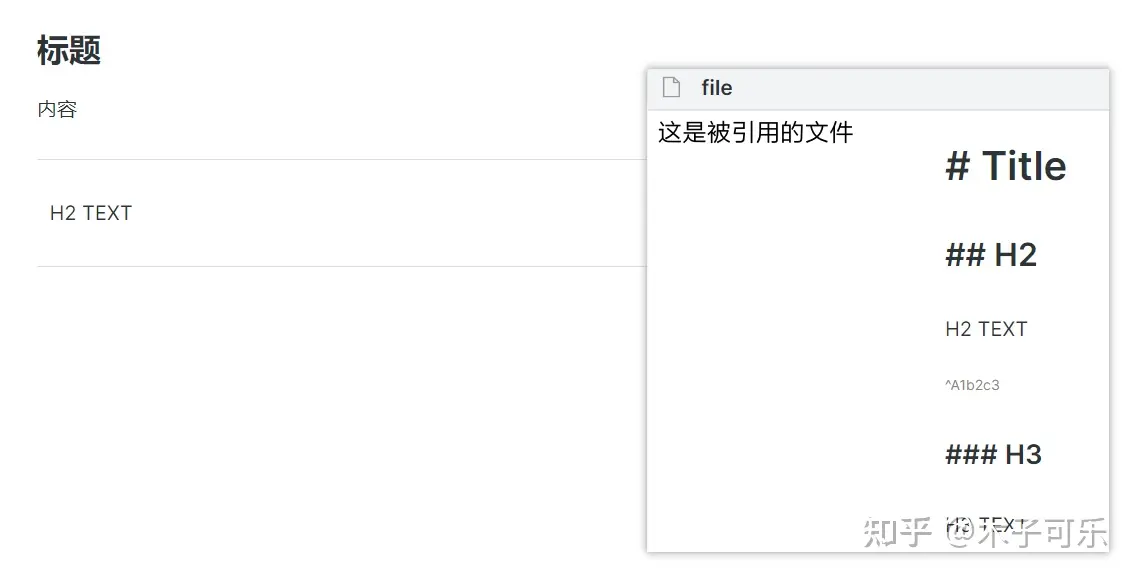 标题
内容
H2 TEXT
file
这是被引用的文件
# Title
## H2
H2 TEXT
^A1b2c3
### H3
H3 TEXT
知乎 @木子可乐